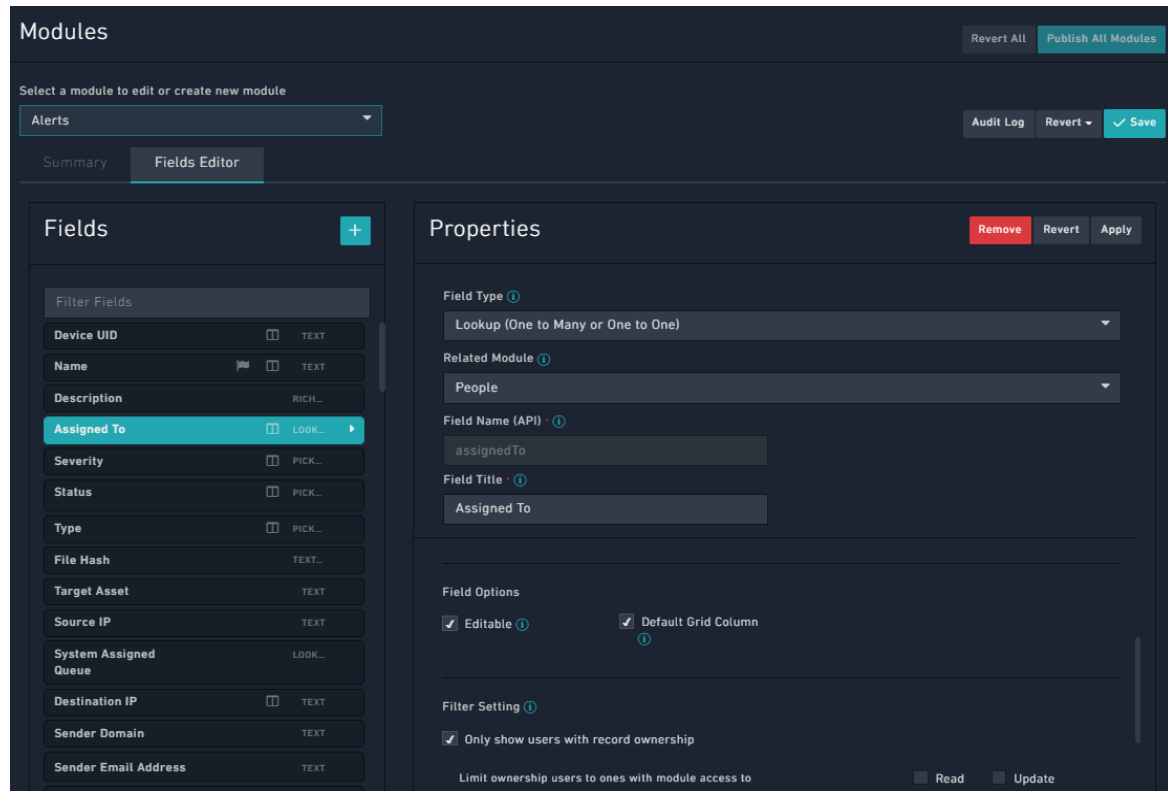 Modules
Revert All
Publish All Modules
Select a module to edit or create new module
Alerts
Audit Log
Revert
Save
Summary
Fields Editor
Fields
+
Filter Fields
Device UID TEXT
Name TEXT
Description RICH...
Assigned To LOOK...
Severity PICK...
Status PICK...
Type PICK...
File Hash TEXT...
Target Asset TEXT
Source IP TEXT
System Assigned LOOK...
Queue
Destination IP TEXT
Sender Domain TEXT
Sender Email Address TEXT
Properties
Remove
Revert
Apply
Field Type
Lookup (One to Many or One to One)
Related Module
People
Field Name (API) *
assignedTo
Field Title *
Assigned To
Field Options
Editable
Default Grid Column
Filter Setting
Only show users with record ownership
Limit ownership users to ones with module access to
Read
Update